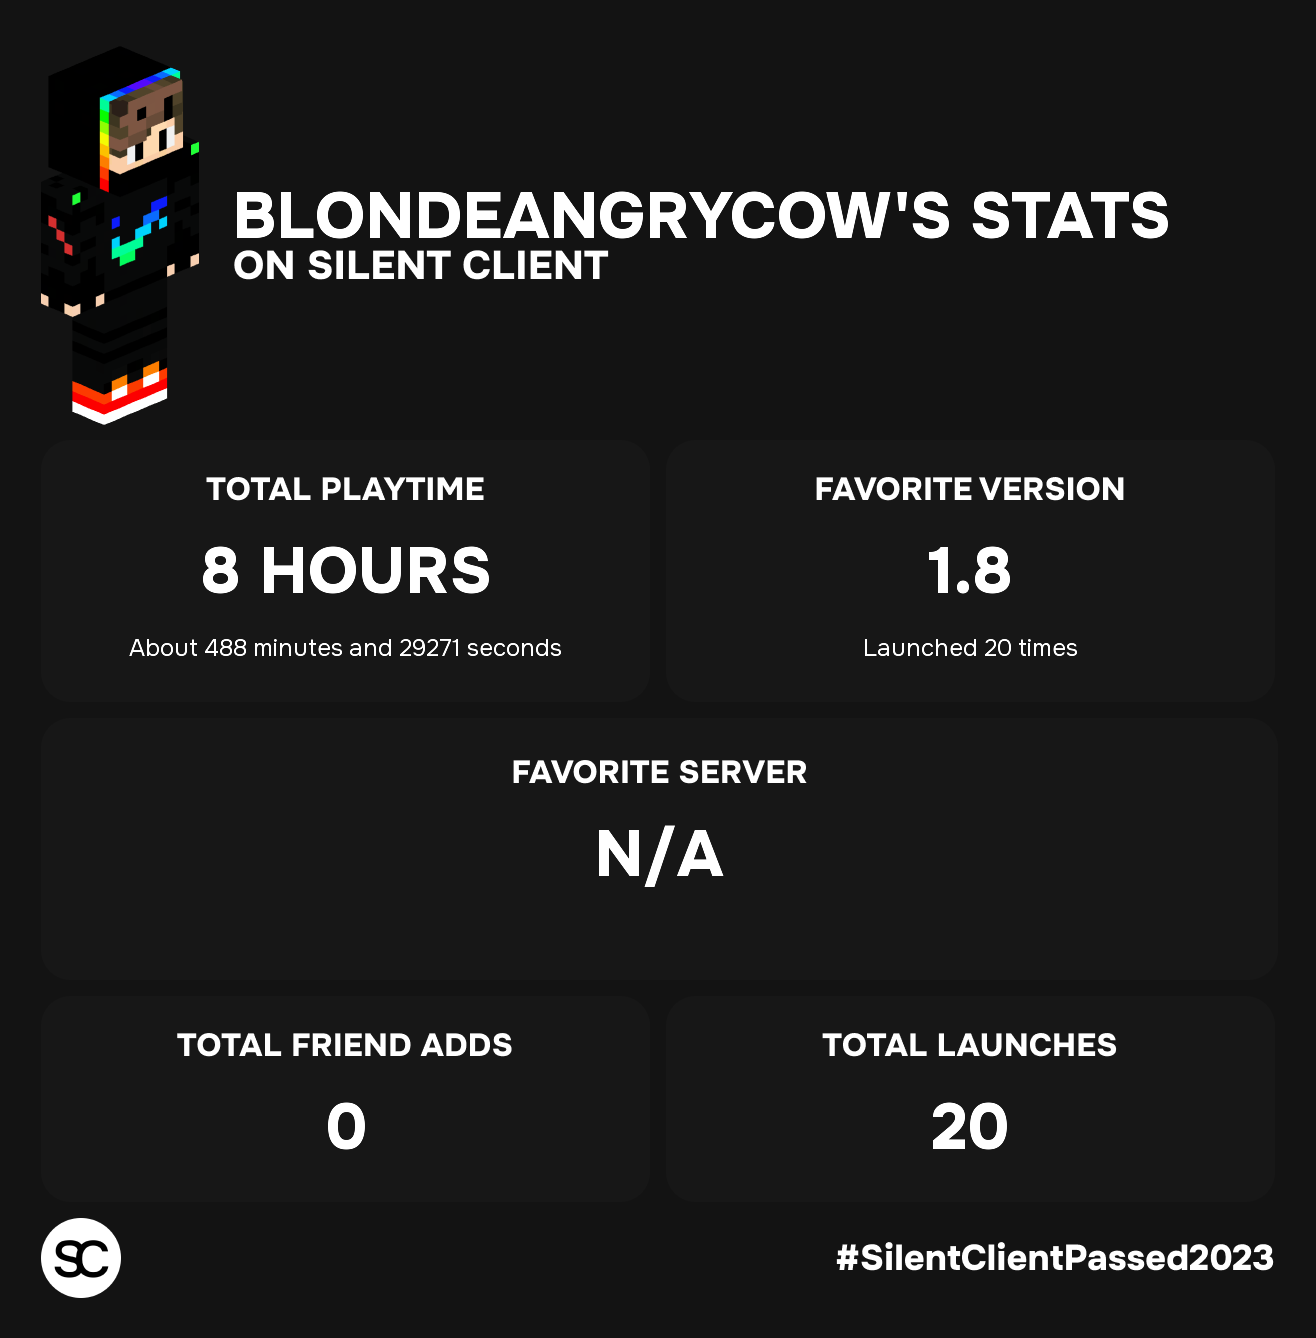 BLONDEANGRYCOW'S STATS
ON SILENT CLIENT
TOTAL PLAYTIME
8 HOURS
About 488 minutes and 29271 seconds
FAVORITE VERSION
1.8
Launched 20 times
FAVORITE SERVER
N/A
TOTAL FRIEND ADDS
0
TOTAL LAUNCHES
20
SC
#SilentClientPassed2023